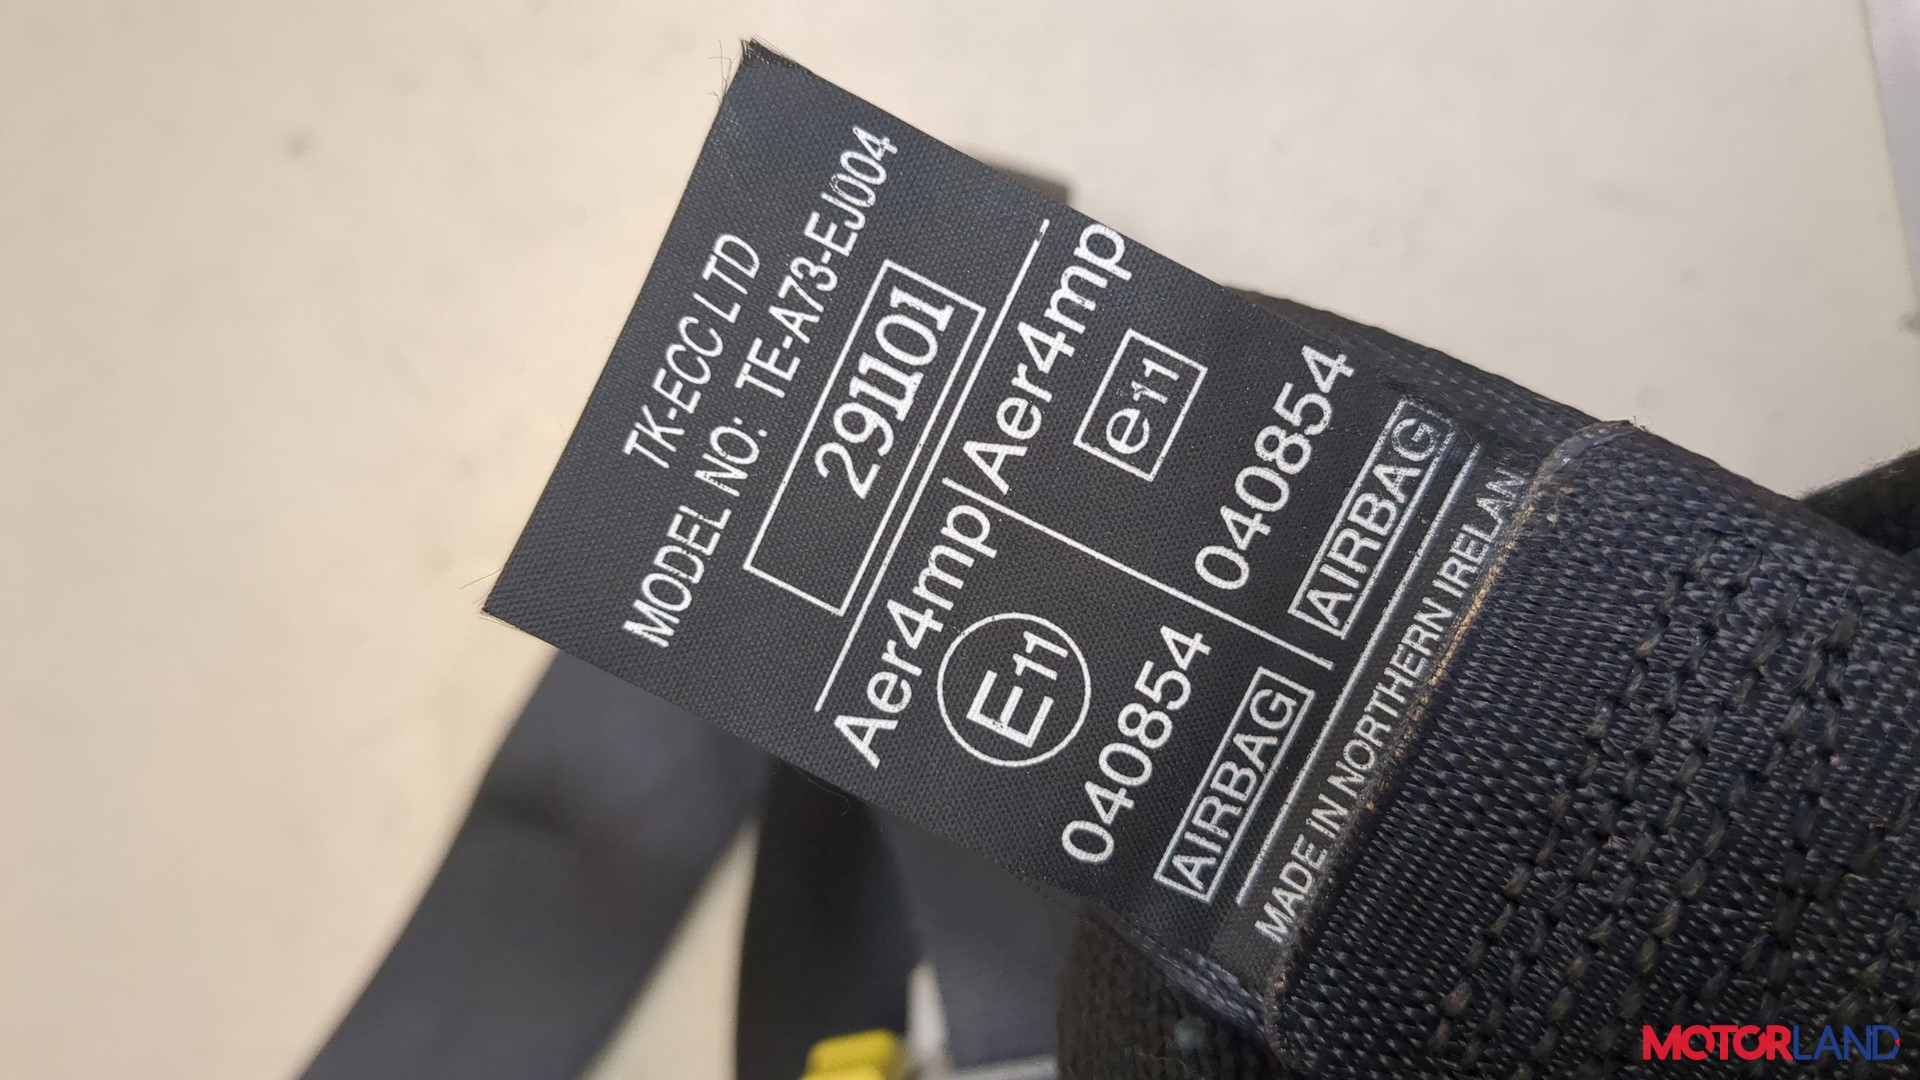 TK-ECC LTD
MODEL NO: TE-A73-EJ004
291101
Aer4mp
E11
040854
AIRBAG
Aer4mp
e11
040854
AIRBAG
MADE IN NORTHERN IRELAN
MOTORLAND